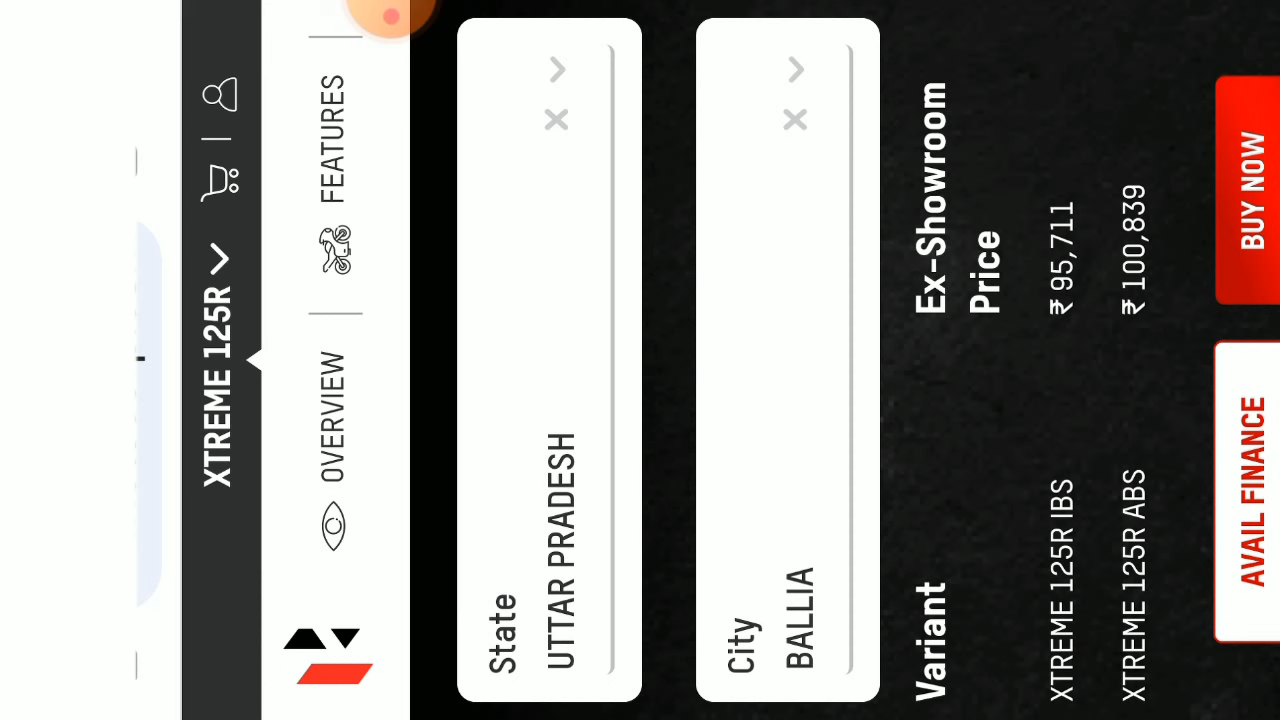 XTREME 125R
OVERVIEW
FEATURES
State
UTTAR PRADESH
City
BALLIA
Variant Ex-Showroom
Price
XTREME 125R IBS ₹ 95,711
XTREME 125R ABS ₹ 100,839
AVAIL FINANCE BUY NOW